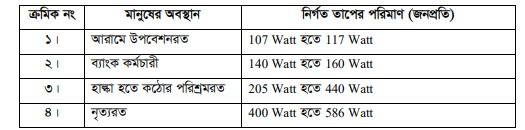 ক্রমিক নং মানুষের অবস্থান নির্গত তাপের পরিমাণ (জনপ্রতি)
১। আরামে উপবেশনরত 107 Watt হতে 117 Watt
২। ব্যাংক কর্মচারী 140 Watt হতে 160 Watt
৩। হাল্কা হতে কঠোর পরিশ্রমরত 205 Watt হতে 440 Watt
৪। নৃত্যরত 400 Watt হতে 586 Watt